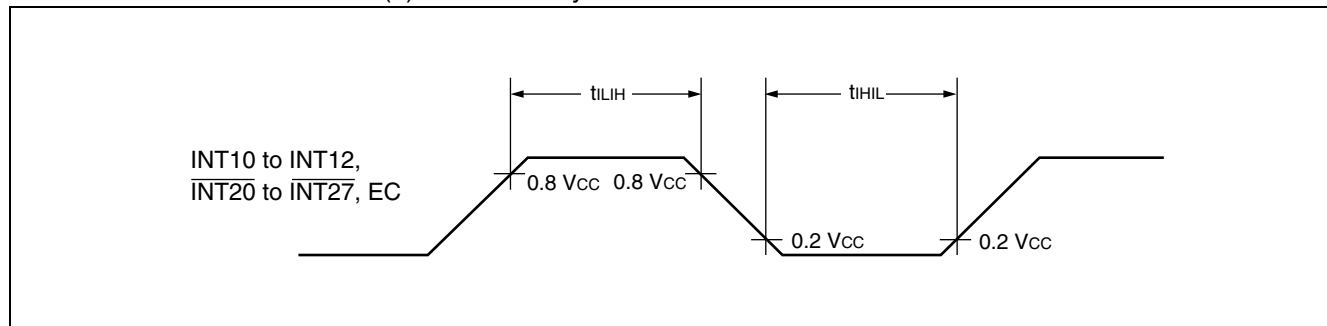 tILIH
tIHIL
INT10 to INT12,
INT20 to INT27, EC
0.8 VCC 0.8 VCC
0.2 VCC 0.2 VCC